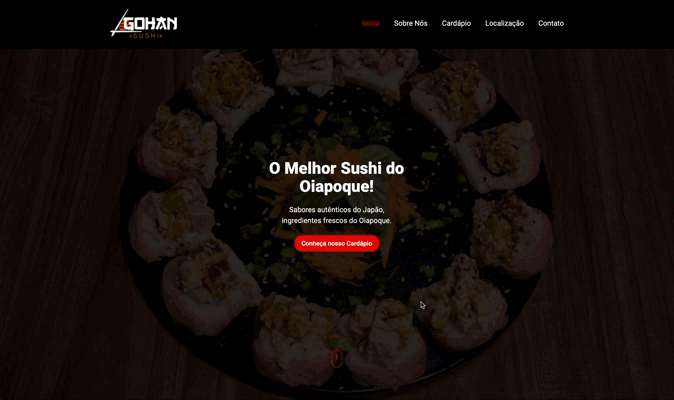 GOHAN
SUSHI
Início
Sobre Nós
Cardápio
Localização
Contato
O Melhor Sushi do
Oiapoque!
Sabores autênticos do Japão,
ingredientes frescos do Oiapoque.
Conheça nosso Cardápio